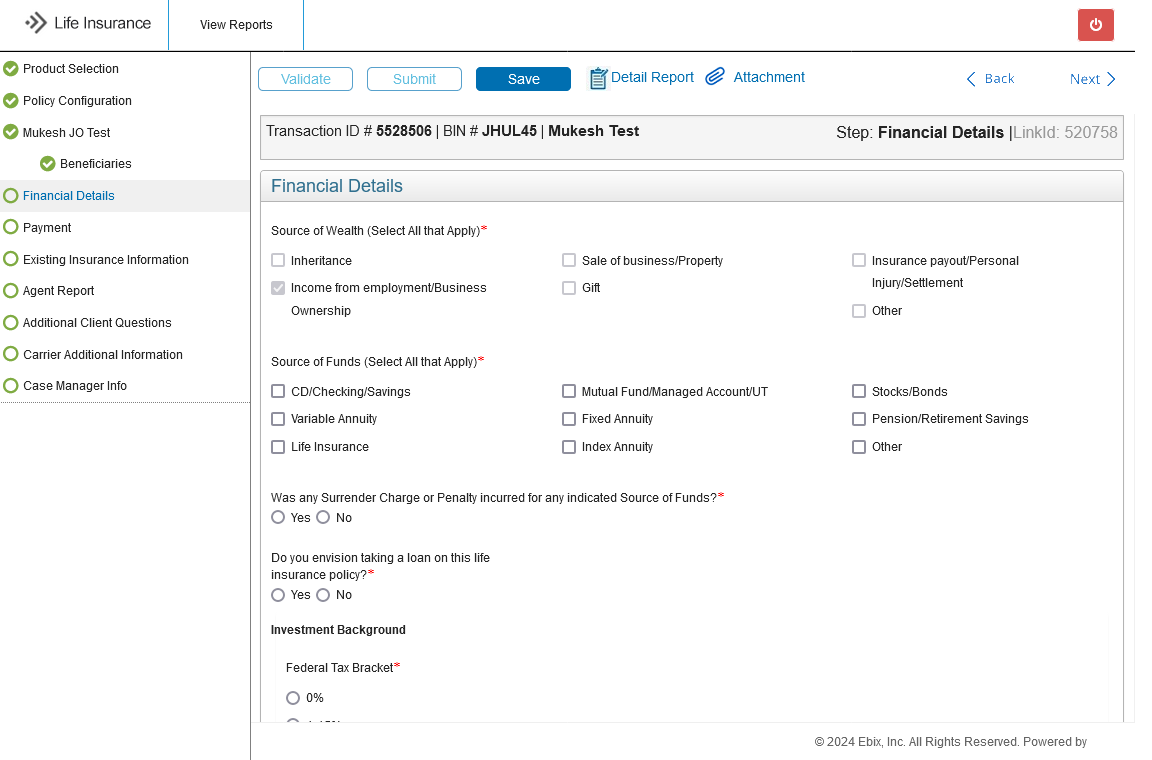 Life Insurance
View Reports
Product Selection
Policy Configuration
Mukesh JO Test
Beneficiaries
Financial Details
Payment
Existing Insurance Information
Agent Report
Additional Client Questions
Carrier Additional Information
Case Manager Info
Validate Submit Save Detail Report Attachment Back Next
Transaction ID # 5528506 | BIN # JHUL45 | Mukesh Test
Step: Financial Details |LinkId: 520758
Financial Details
Source of Wealth (Select All that Apply)*
Inheritance Sale of business/Property Insurance payout/Personal
Injury/Settlement
Income from employment/Business Gift
Ownership Other
Source of Funds (Select All that Apply)*
CD/Checking/Savings Mutual Fund/Managed Account/UT Stocks/Bonds
Variable Annuity Fixed Annuity Pension/Retirement Savings
Life Insurance Index Annuity Other
Was any Surrender Charge or Penalty incurred for any indicated Source of Funds?*
Yes No
Do you envision taking a loan on this life
insurance policy?*
Yes No
Investment Background
Federal Tax Bracket*
0%
© 2024 Ebix, Inc. All Rights Reserved. Powered by